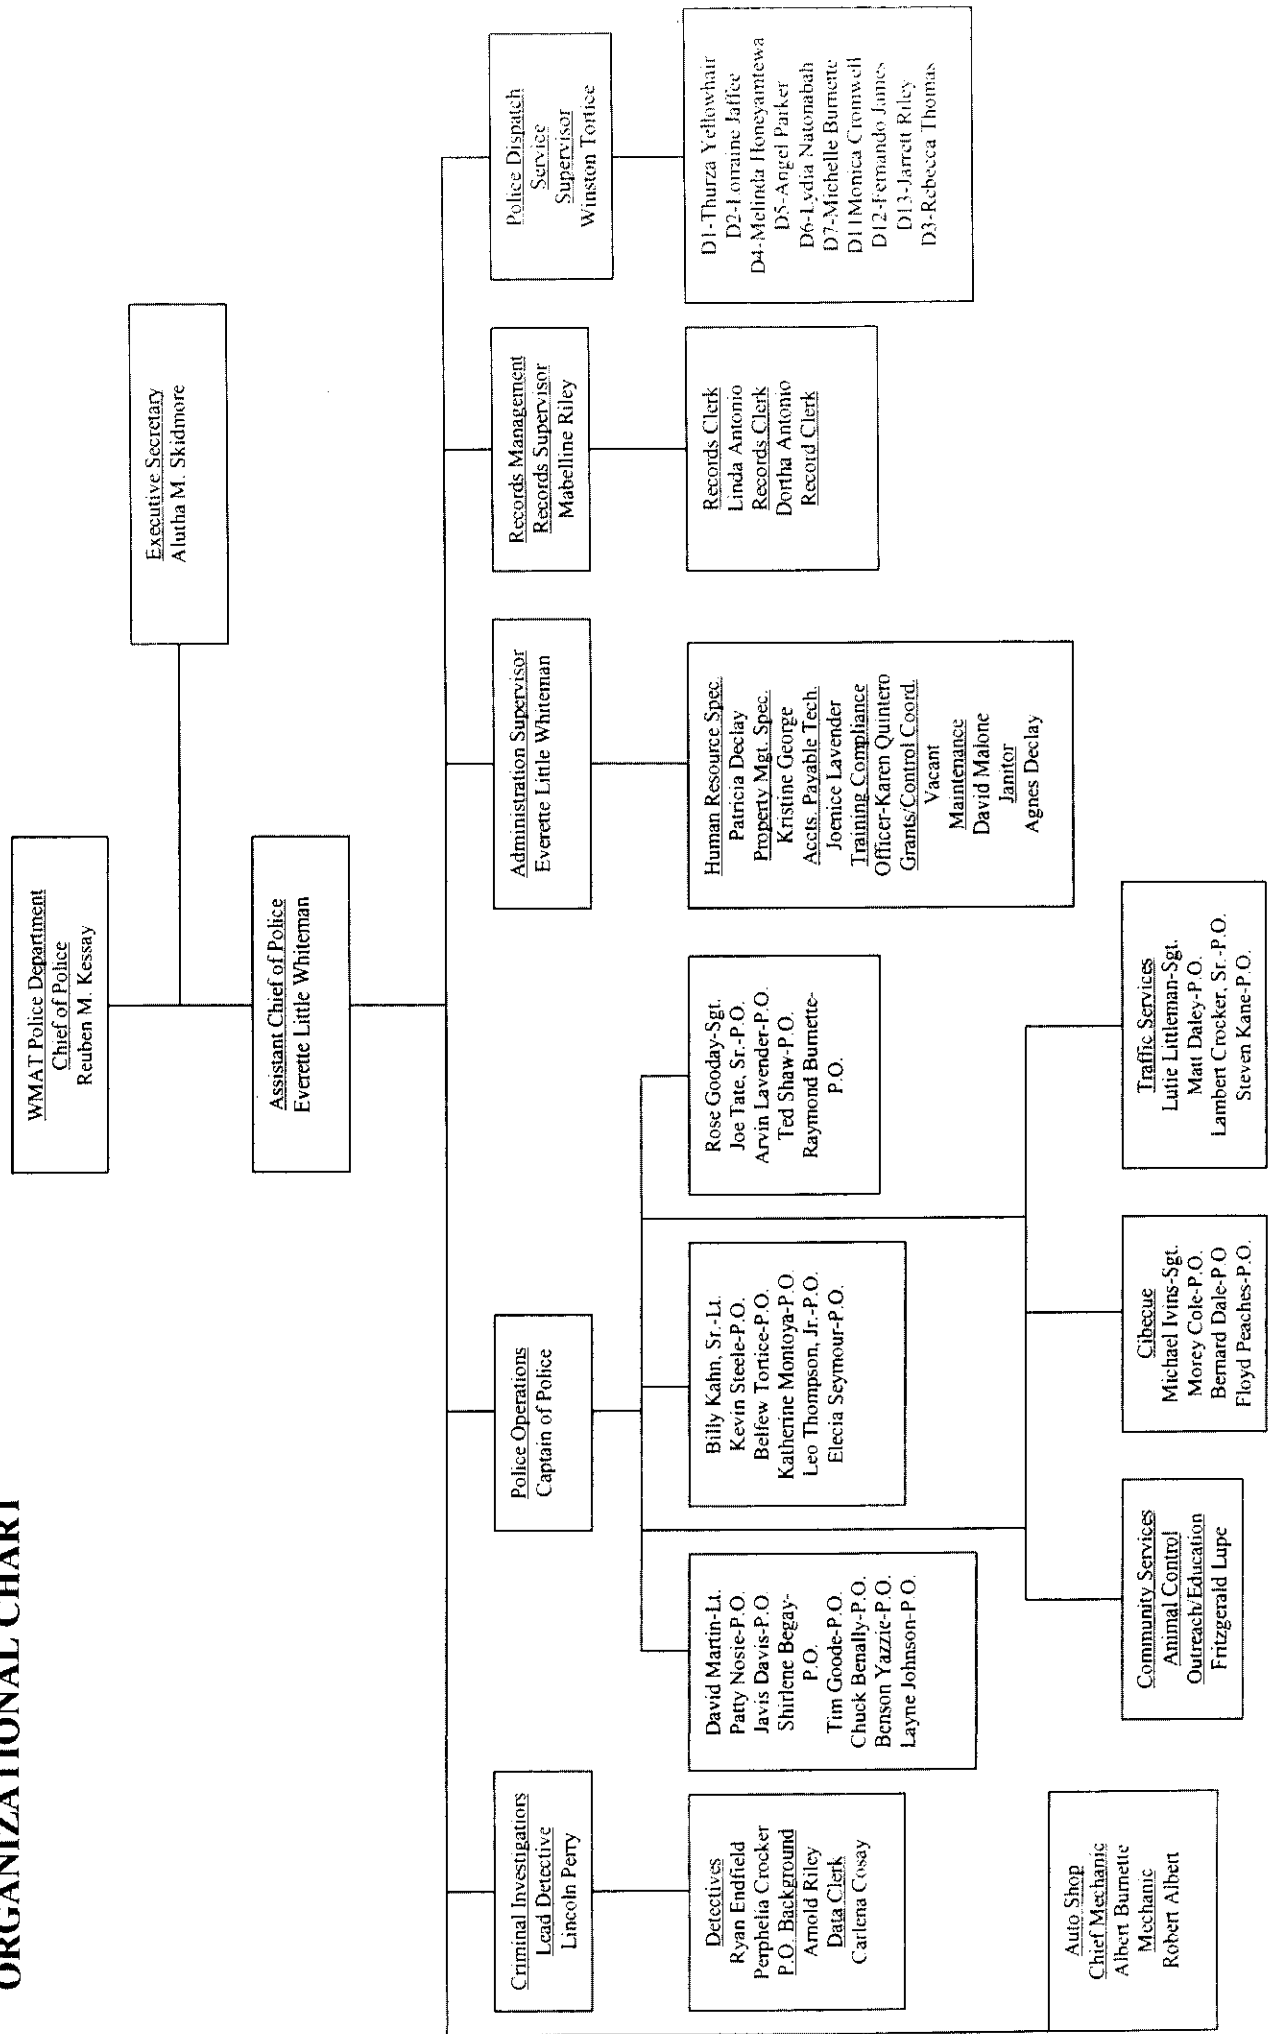 ORGANIZATIONAL CHART
WMAT Police Department
Chief of Police
Reuben M. Kessay
Executive Secretary
Alutha M. Skidmore
Assistant Chief of Police
Everette Little Whiteman
Criminal Investigations
Lead Detective
Lincoln Perry
Police Operations
Captain of Police
Administration Supervisor
Everette Little Whiteman
Records Management
Records Supervisor
Mabelline Riley
Police Dispatch
Service
Supervisor
Winston Tortice
Detectives
Ryan Endfield
Perphelia Crocker
P.O. Background
Arnold Riley
Data Clerk
Carlena Cosay
David Martin-Lt.
Patty Nosie-P.O.
Javis Davis-P.O.
Shirlene Begay-
P.O.
Tim Goode-P.O.
Chuck Benally-P.O.
Benson Yazzie-P.O.
Layne Johnson-P.O.
Billy Kahn, Sr.-Lt.
Kevin Steele-P.O.
Belfew Tortice-P.O.
Katherine Montoya-P.O.
Leo Thompson, Jr.-P.O.
Elecia Seymour-P.O.
Rose Gooday-Sgt.
Joe Tate, Sr.-P.O.
Arvin Lavender-P.O.
Ted Shaw-P.O.
Raymond Burnette-
P.O.
Human Resource Spec.
Patricia Declay
Property Mgt. Spec.
Kristine George
Accts. Payable Tech.
Joenice Lavender
Training Compliance
Officer-Karen Quintero
Grants/Control Coord.
Vacant
Maintenance
David Malone
Janitor
Agnes Declay
Records Clerk
Linda Antonio
Records Clerk
Dortha Antonio
Record Clerk
D1-Thurza Yellowhair
D2-Lorraine Jaffee
D4-Melinda Honeyamtewa
D5-Angel Parker
D6-Lydia Natonabah
D7-Michelle Burnette
D11Monica Cromwell
D12-Fernando James
D13-Jarrett Riley
D3-Rebecca Thomas
Auto Shop
Chief Mechanic
Albert Burnette
Mechanic
Robert Albert
Community Services
Animal Control
Outreach/Education
Fritzgerald Lupe
Cibecue
Michael Ivins-Sgt.
Morey Cole-P.O.
Bernard Dale-P.O
Floyd Peaches-P.O.
Traffic Services
Lutie Littleman-Sgt.
Matt Daley-P.O.
Lambert Crocker, Sr.-P.O.
Steven Kane-P.O.